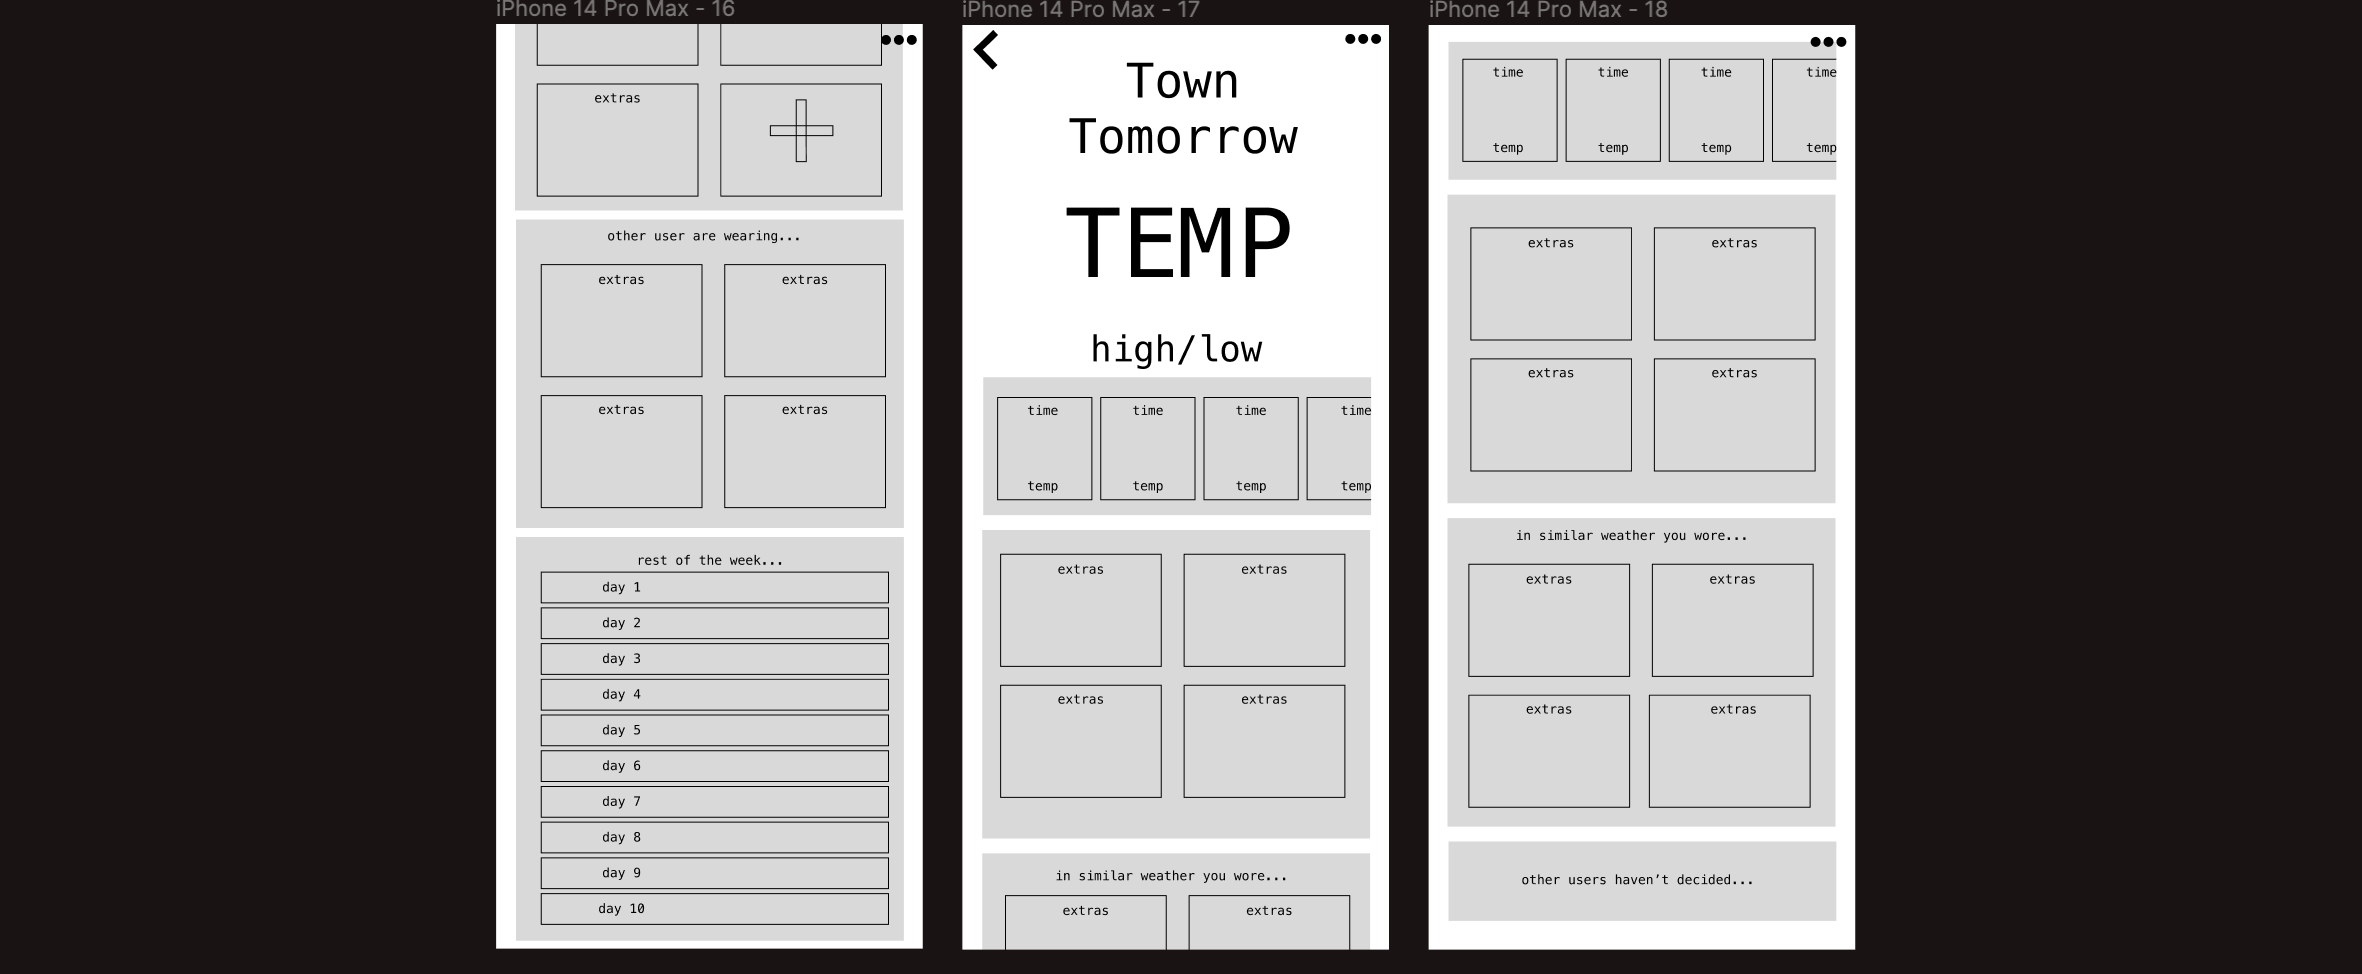 iPhone 14 Pro Max - 16
extras
other user are wearing...
extras extras
extras extras
rest of the week...
day 1
day 2
day 3
day 4
day 5
day 6
day 7
day 8
day 9
day 10
iPhone 14 Pro Max - 17
Town
Tomorrow
TEMP
high/low
time time time time
temp temp temp temp
extras extras
extras extras
in similar weather you wore...
extras extras
iPhone 14 Pro Max - 18
time time time time
temp temp temp temp
extras extras
extras extras
in similar weather you wore...
extras extras
extras extras
other users haven’t decided...